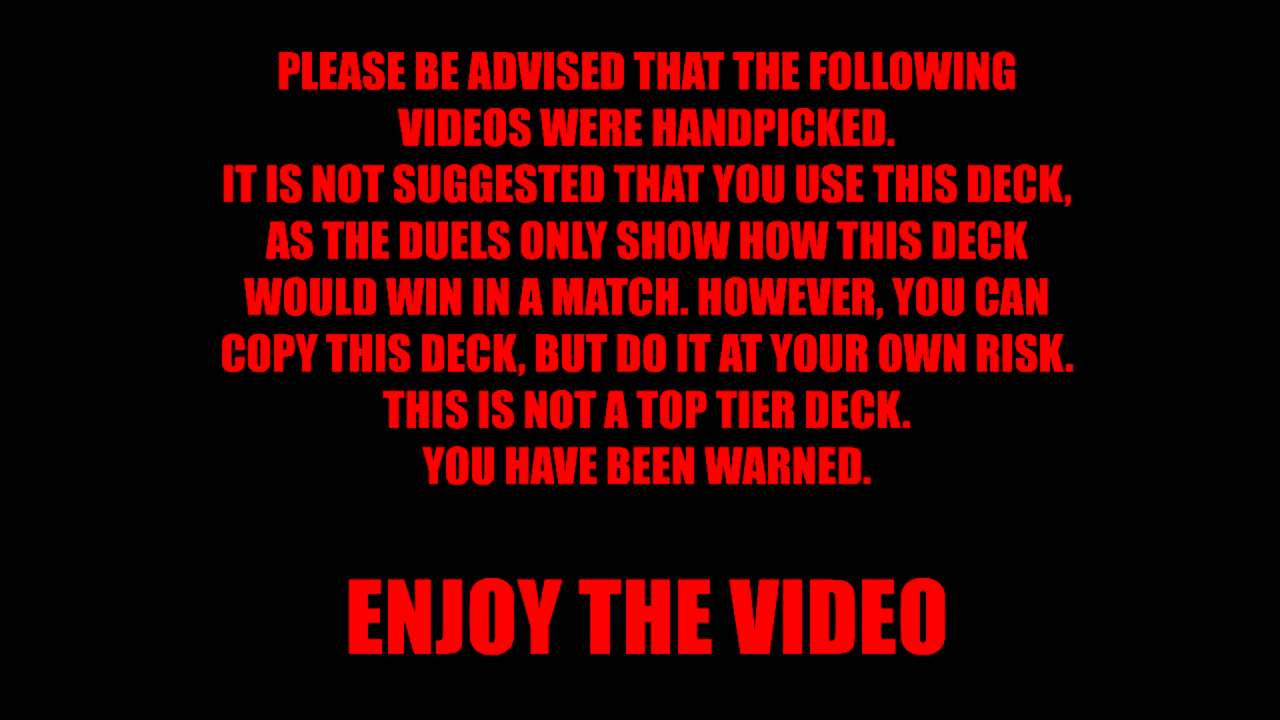 PLEASE BE ADVISED THAT THE FOLLOWING
VIDEOS WERE HANDPICKED.
IT IS NOT SUGGESTED THAT YOU USE THIS DECK,
AS THE DUELS ONLY SHOW HOW THIS DECK
WOULD WIN IN A MATCH. HOWEVER, YOU CAN
COPY THIS DECK, BUT DO IT AT YOUR OWN RISK.
THIS IS NOT A TOP TIER DECK.
YOU HAVE BEEN WARNED.
ENJOY THE VIDEO